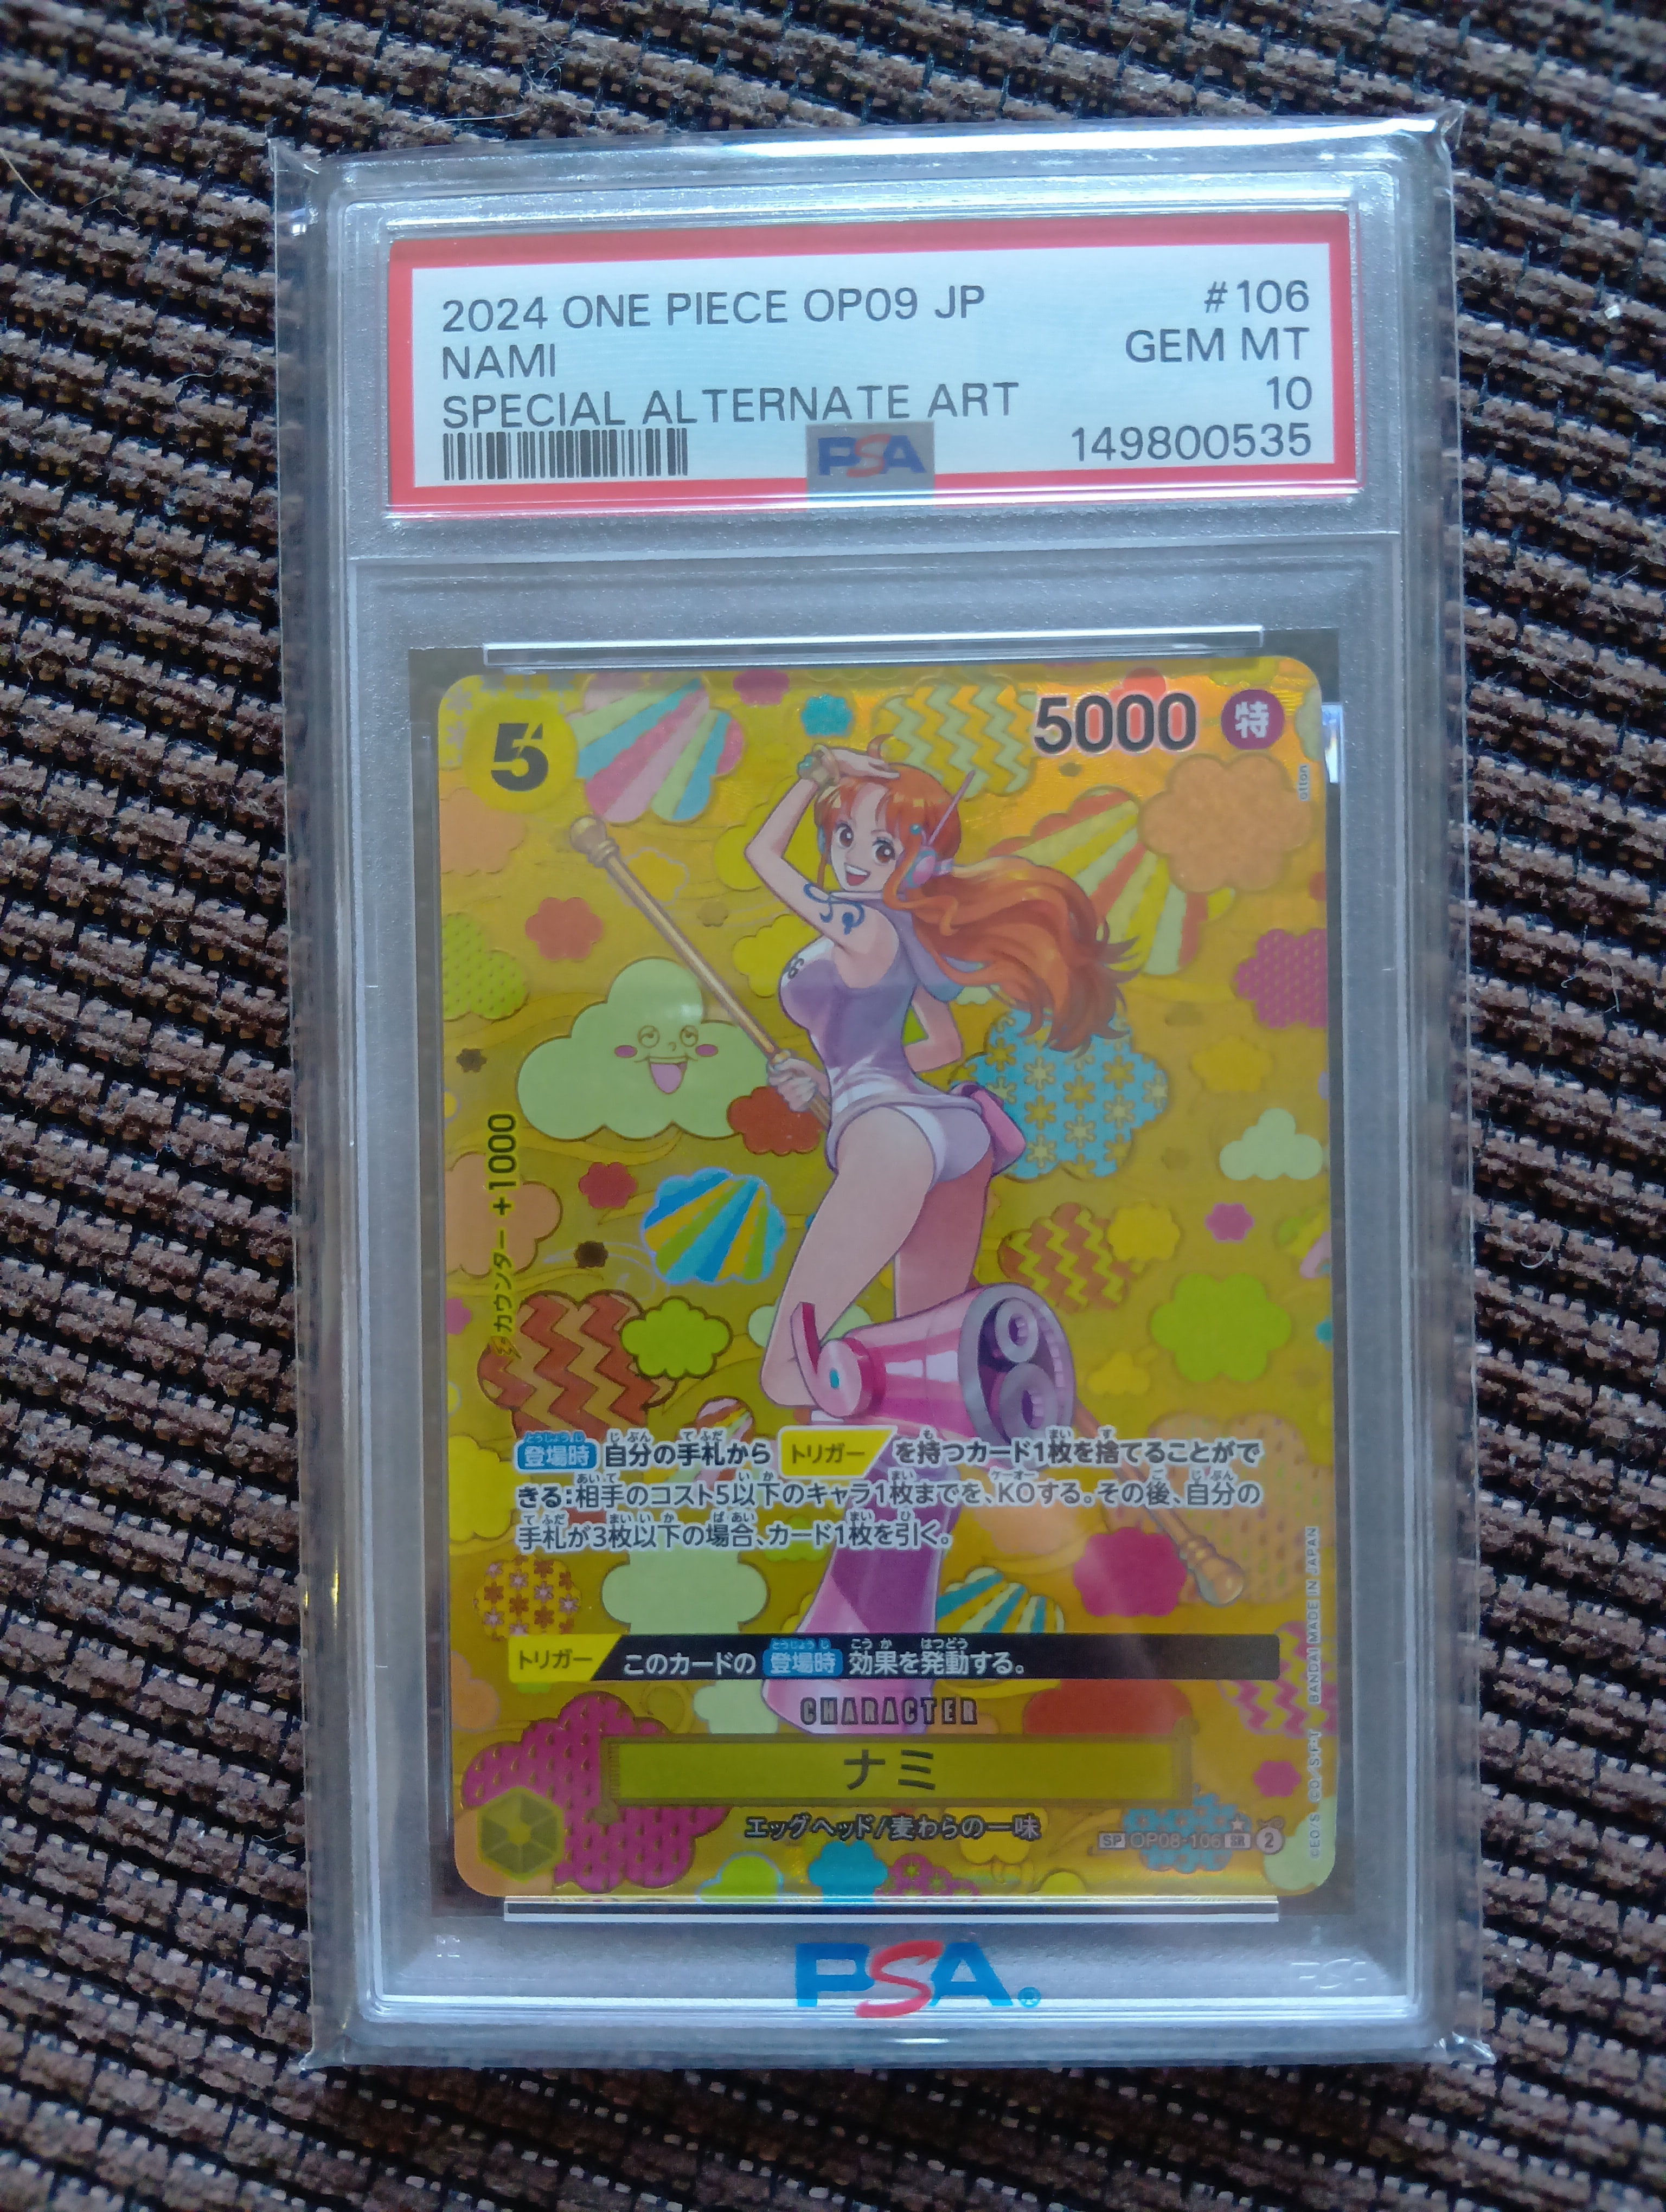 2024 ONE PIECE OP09 JP #106
NAMI GEM MT
SPECIAL ALTERNATE ART 10
PSA 149800535
5 5000 特
otton
カウンター +1000
登場時 自分の手札から トリガー を持つカード1枚を捨てることがで
きる:相手のコスト5以下のキャラ1枚までを、KOする。その後、自分の
手札が3枚以下の場合、カード1枚を引く。
トリガー このカードの 登場時 効果を発動する。
CHARACTER
ナミ
エッグヘッド/麦わらの一味
SP OP08-106 SR 2
©E.O./S. ©E.O./S.,F.,T. BANDAI MADE IN JAPAN
PSA®